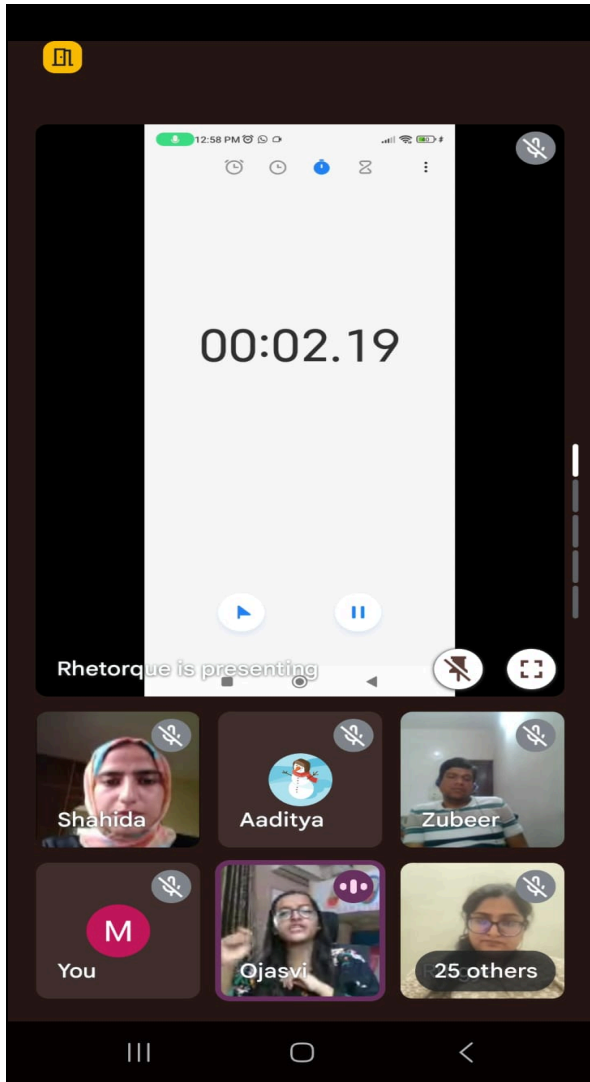 12:58 PM
00:02.19
Rhetorque is presenting
Shahida
Aaditya
Zubeer
M
You
Ojasvi
25 others